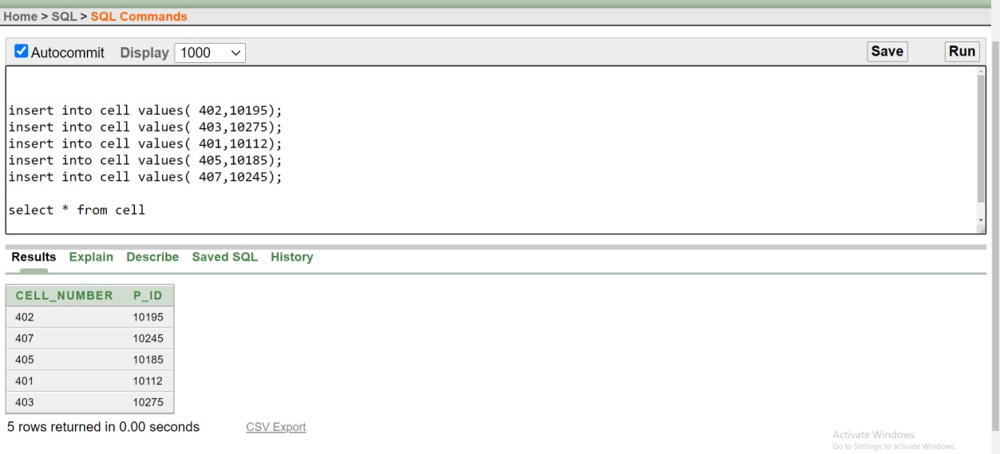 Home > SQL > SQL Commands
Autocommit Display 1000 Save Run
insert into cell values( 402,10195);
insert into cell values( 403,10275);
insert into cell values( 401,10112);
insert into cell values( 405,10185);
insert into cell values( 407,10245);
select * from cell
Results Explain Describe Saved SQL History
CELL_NUMBER P_ID
402 10195
407 10245
405 10185
401 10112
403 10275
5 rows returned in 0.00 seconds CSV Export
Activate Windows
Go to Settings to activate Windows.